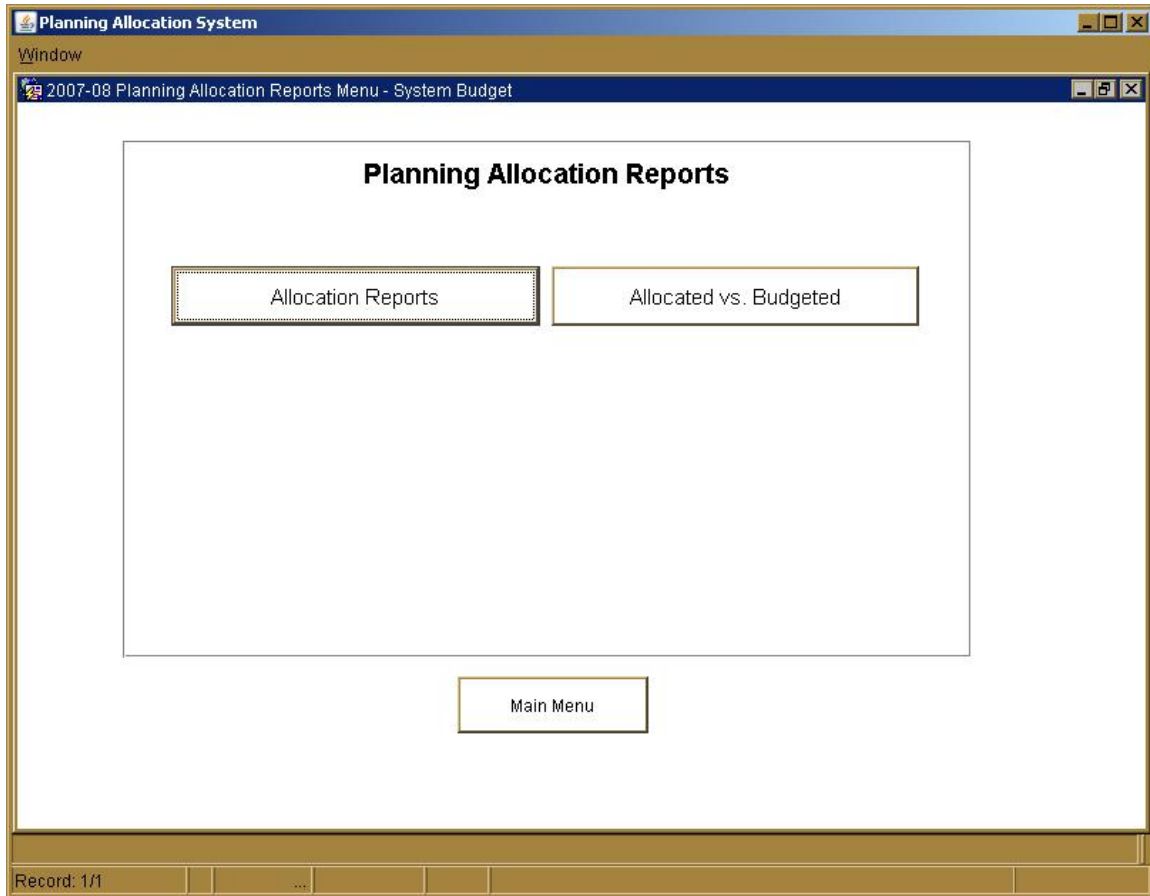 Planning Allocation System
Window
2007-08 Planning Allocation Reports Menu - System Budget
Planning Allocation Reports
Allocation Reports
Allocated vs. Budgeted
Main Menu
Record: 1/1
...